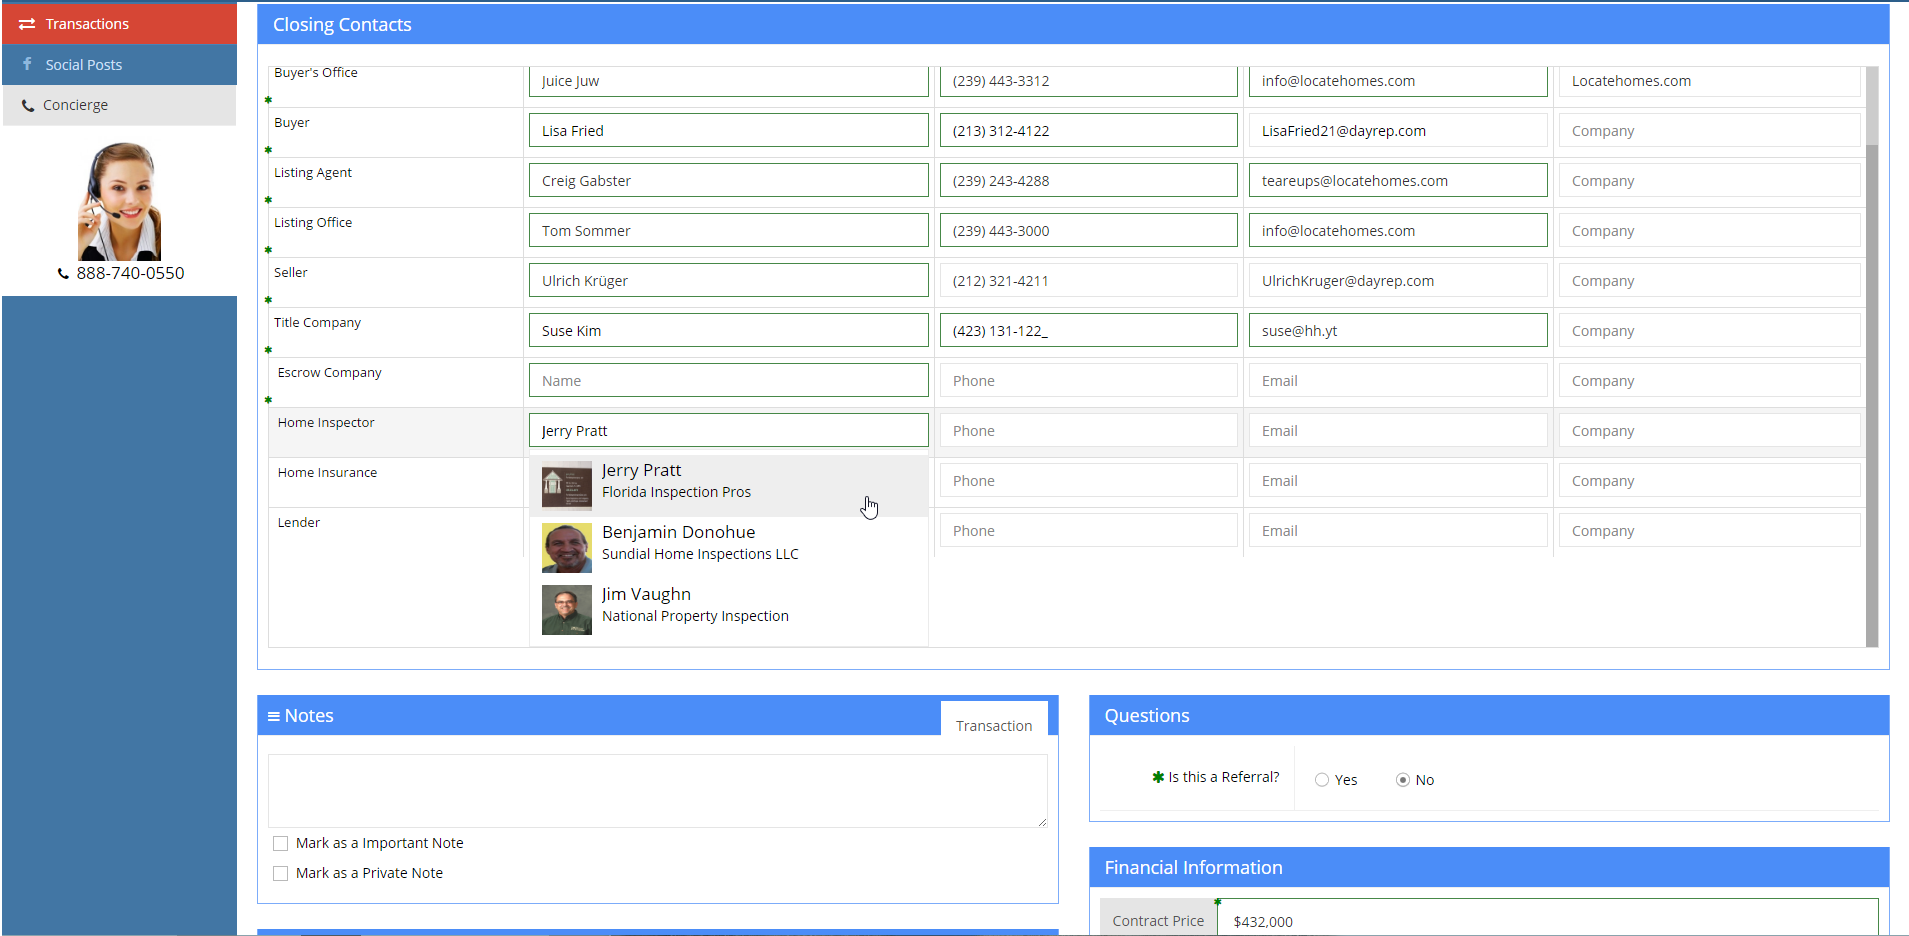 Transactions
Social Posts
Concierge
888-740-0550
Closing Contacts
Buyer's Office Juice Juw (239) 443-3312 info@locatehomes.com Locatehomes.com
Buyer Lisa Fried (213) 312-4122 LisaFried21@dayrep.com Company
Listing Agent Creig Gabster (239) 243-4288 teareups@locatehomes.com Company
Listing Office Tom Sommer (239) 443-3000 info@locatehomes.com Company
Seller Ulrich Krüger (212) 321-4211 UlrichKruger@dayrep.com Company
Title Company Suse Kim (423) 131-122_ suse@hh.yt Company
Escrow Company Name Phone Email Company
Home Inspector Jerry Pratt Phone Email Company
Home Insurance Phone Email Company
Lender Phone Email Company
Jerry Pratt
Florida Inspection Pros
Benjamin Donohue
Sundial Home Inspections LLC
Jim Vaughn
National Property Inspection
Notes
Transaction
Mark as a Important Note
Mark as a Private Note
Questions
Is this a Referral? Yes No
Financial Information
Contract Price $432,000